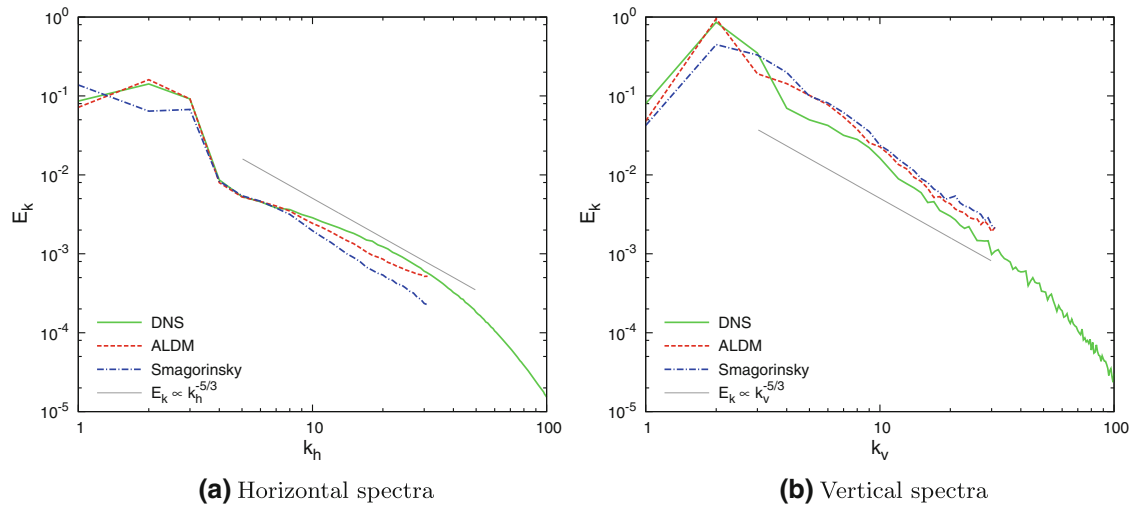 10^0
10^-1
10^-2
10^-3
10^-4
10^-5
E_k
DNS
ALDM
Smagorinsky
E_k ∝ k_h^-5/3
1 10 100
k_h
(a) Horizontal spectra
10^0
10^-1
10^-2
10^-3
10^-4
10^-5
E_k
DNS
ALDM
Smagorinsky
E_k ∝ k_v^-5/3
1 10 100
k_v
(b) Vertical spectra